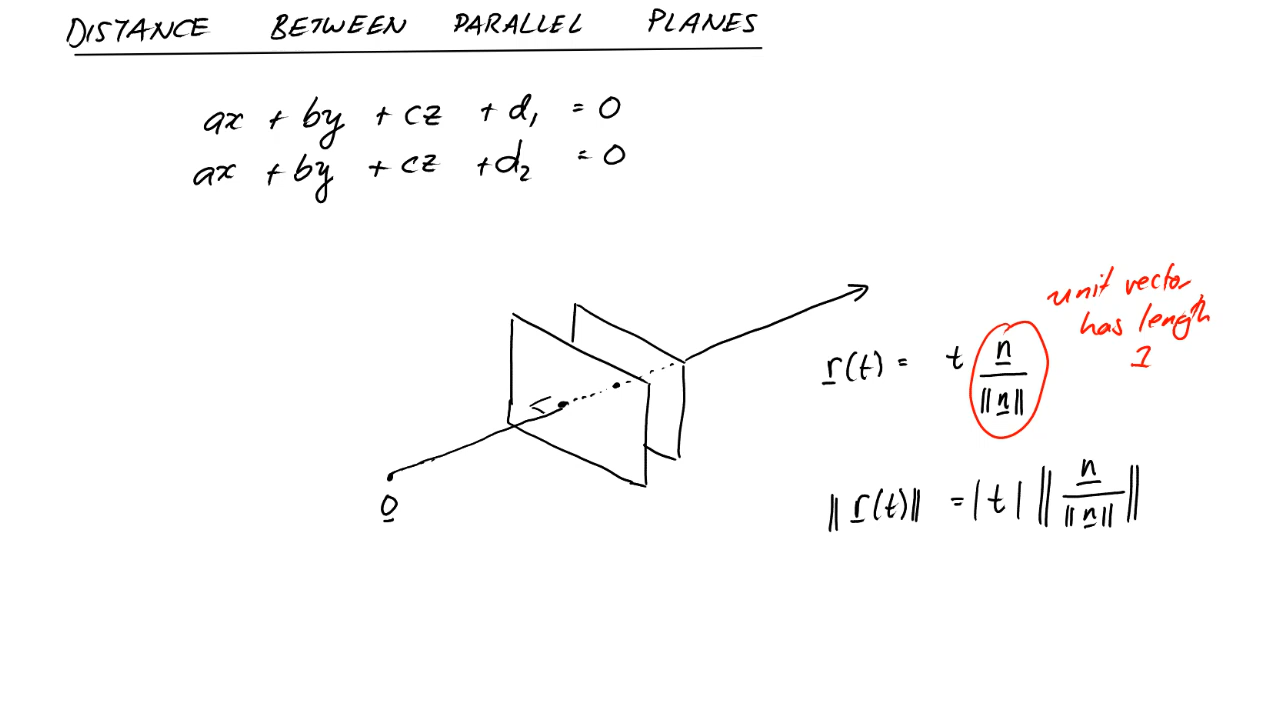 DISTANCE BETWEEN PARALLEL PLANES
ax + by + cz + d₁ = 0
ax + by + cz + d₂ = 0
unit vector
has length
1
r(t) = t n / ||n||
||r(t)|| = |t| || n / ||n|| ||
0